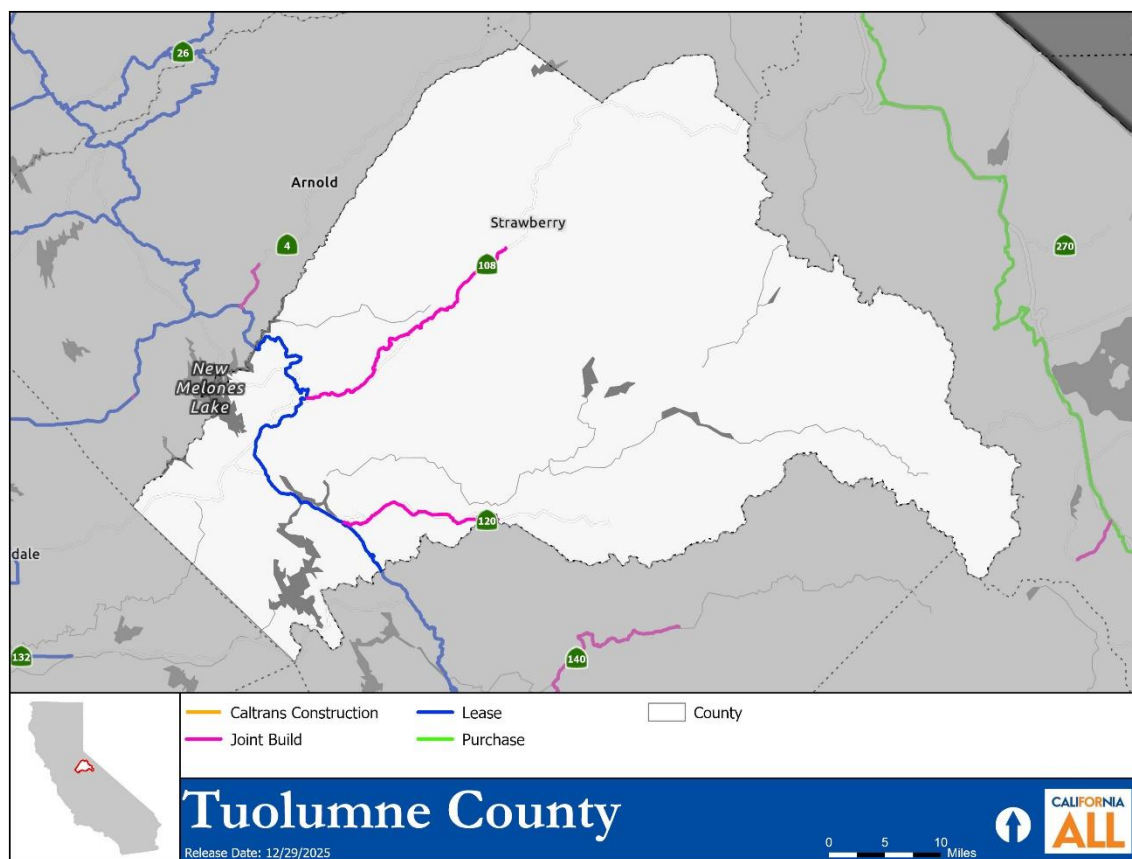 26
Arnold
Strawberry
4
270
108
New
Melones
Lake
120
dale
132
140
Caltrans Construction
Lease
County
Joint Build
Purchase
Tuolumne County
Release Date: 12/29/2025
0 5 10
Miles
CALIFORNIA
ALL